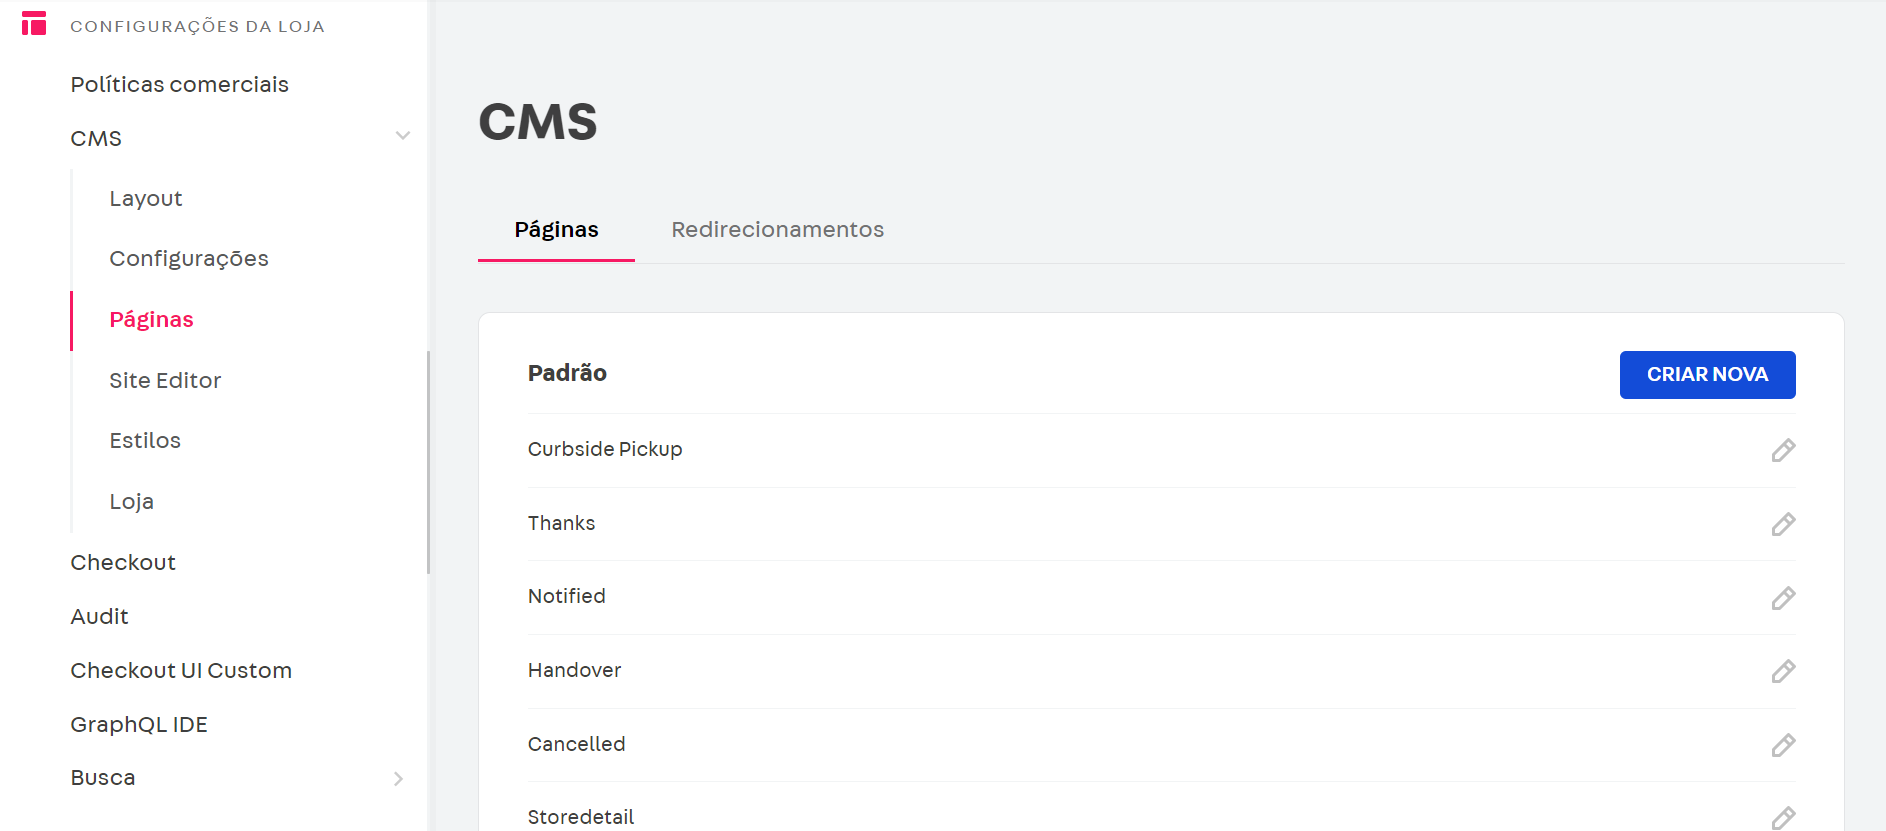 CONFIGURAÇÕES DA LOJA
Políticas comerciais
CMS
Layout
Configurações
Páginas
Site Editor
Estilos
Loja
Checkout
Audit
Checkout UI Custom
GraphQL IDE
Busca
CMS
Páginas
Redirecionamentos
Padrão
CRIAR NOVA
Curbside Pickup
Thanks
Notified
Handover
Cancelled
Storedetail